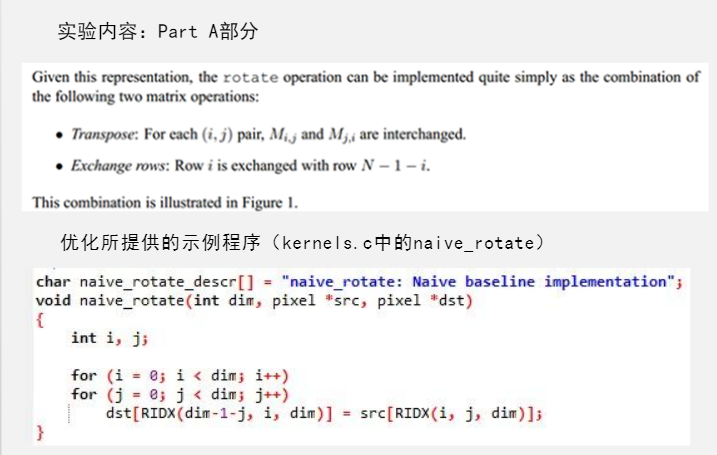 实验内容：Part A部分
Given this representation, the rotate operation can be implemented quite simply as the combination of
the following two matrix operations:
• Transpose: For each (i, j) pair, Mi,j and Mj,i are interchanged.
• Exchange rows: Row i is exchanged with row N − 1 − i.
This combination is illustrated in Figure 1.
优化所提供的示例程序（kernels.c中的naive_rotate）
char naive_rotate_descr[] = "naive_rotate: Naive baseline implementation";
void naive_rotate(int dim, pixel *src, pixel *dst)
{
int i, j;
for (i = 0; i < dim; i++)
for (j = 0; j < dim; j++)
dst[RIDX(dim-1-j, i, dim)] = src[RIDX(i, j, dim)];
}